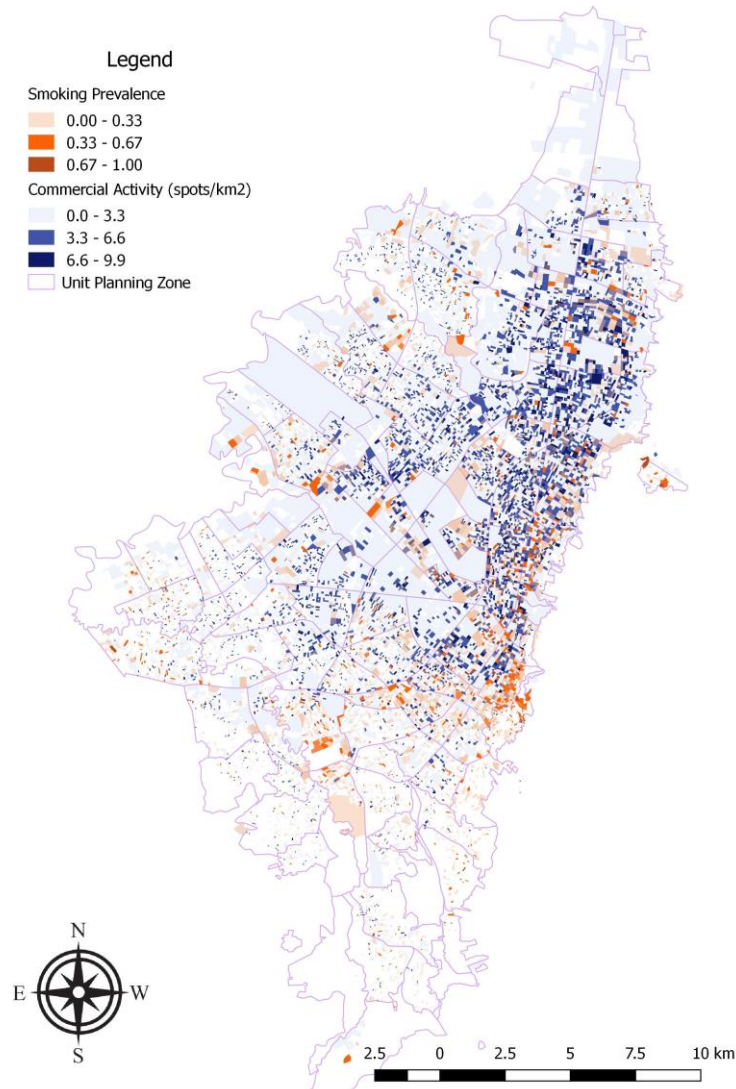 Legend
Smoking Prevalence
0.00 - 0.33
0.33 - 0.67
0.67 - 1.00
Commercial Activity (spots/km2)
0.0 - 3.3
3.3 - 6.6
6.6 - 9.9
Unit Planning Zone
N
E W
S
2.5 0 2.5 5 7.5 10 km